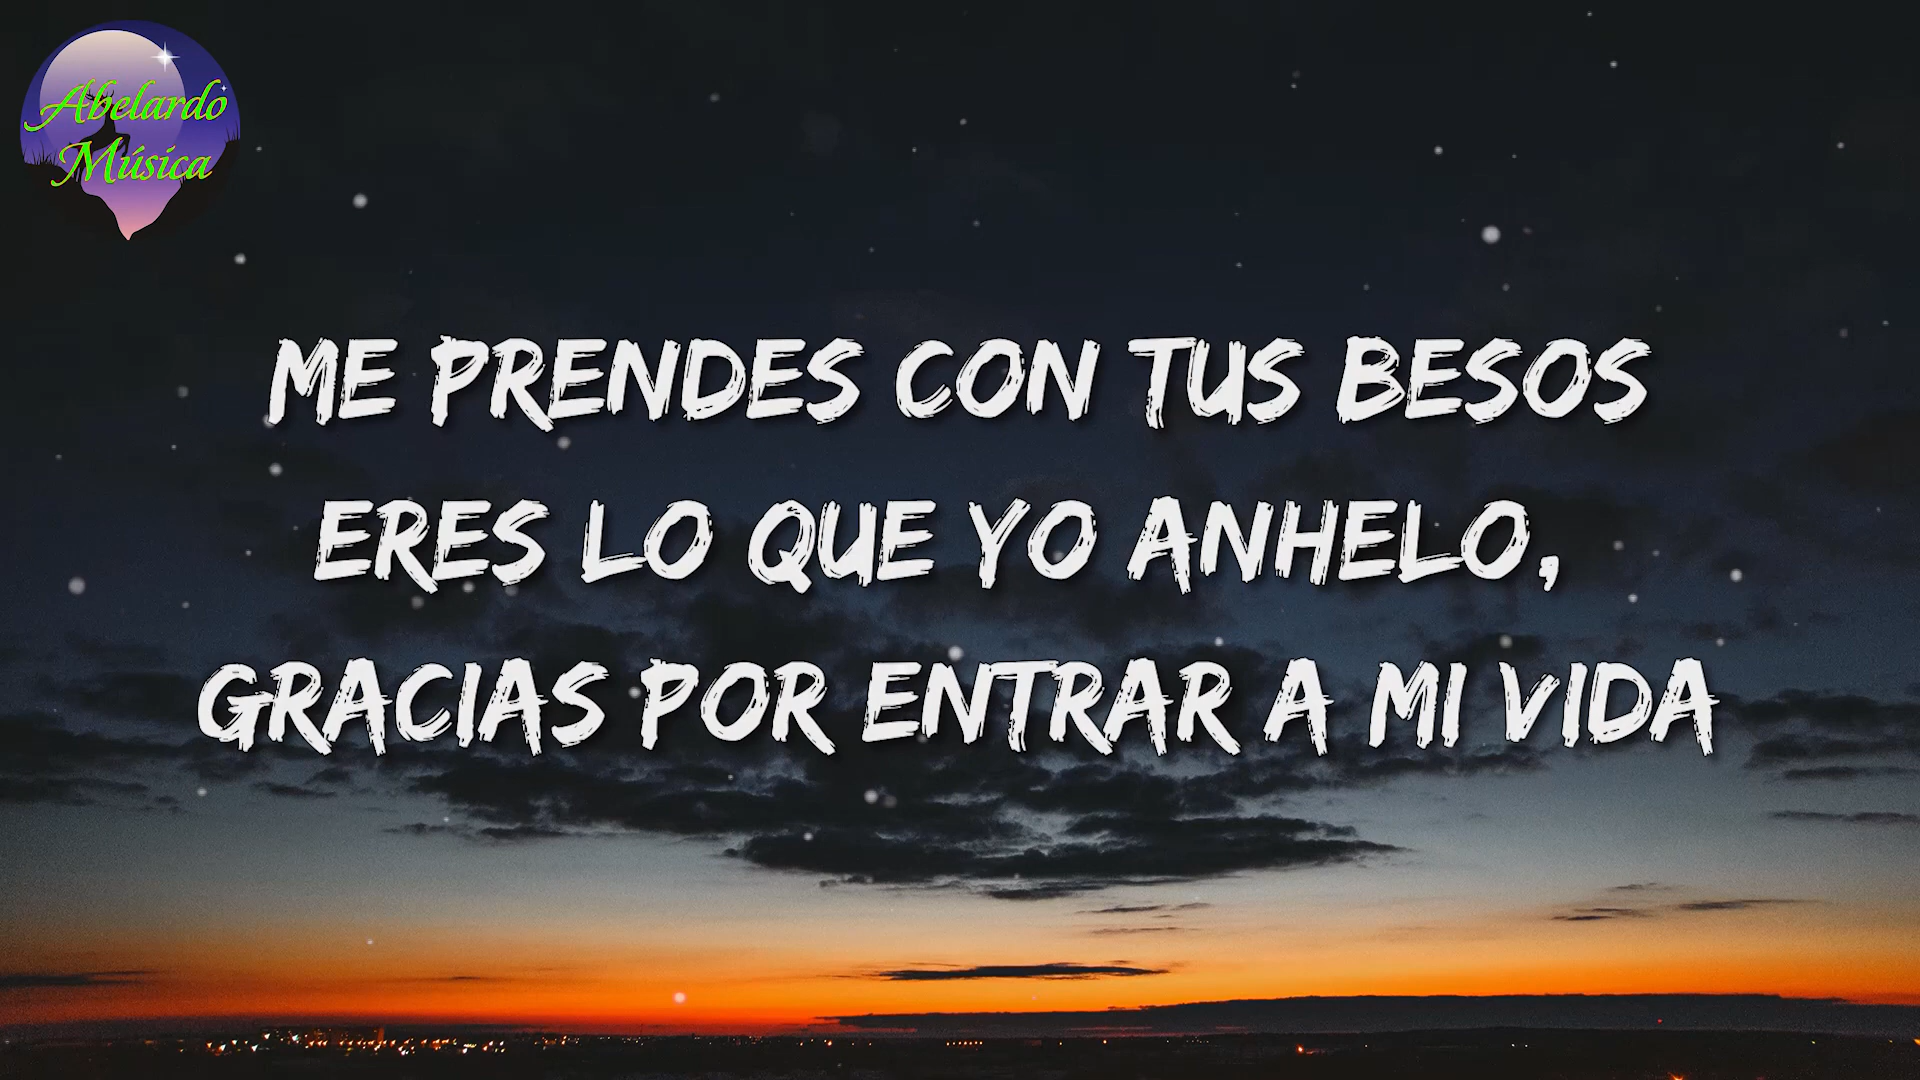 Abelardo
Música
ME PRENDES CON TUS BESOS
ERES LO QUE YO ANHELO,
GRACIAS POR ENTRAR A MI VIDA